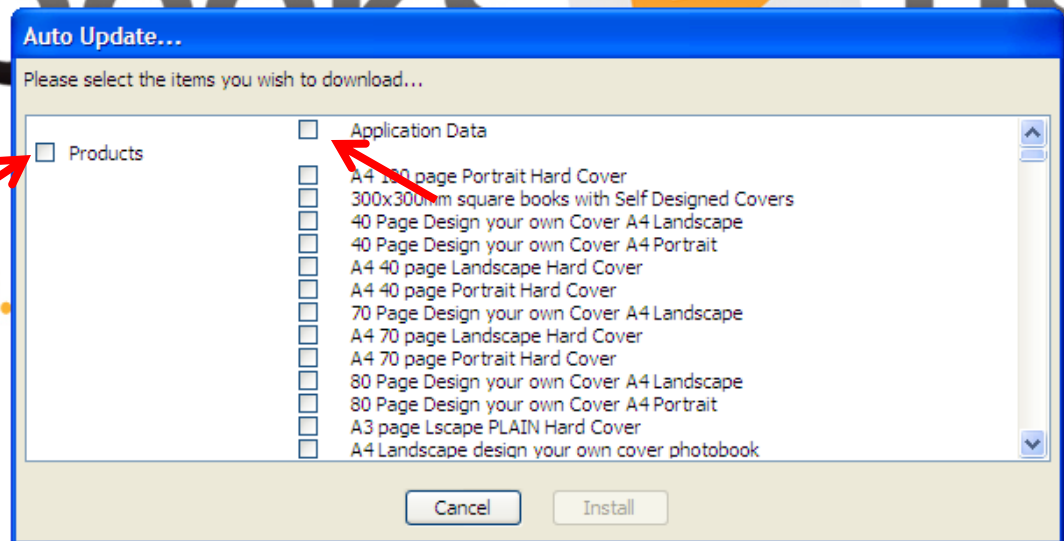 Auto Update...
Please select the items you wish to download...
Application Data
Products
A4 page Portrait Hard Cover
300x300mm square books with Self Designed Covers
40 Page Design your own Cover A4 Landscape
40 Page Design your own Cover A4 Portrait
A4 40 page Landscape Hard Cover
A4 40 page Portrait Hard Cover
70 Page Design your own Cover A4 Landscape
A4 70 page Landscape Hard Cover
A4 70 page Portrait Hard Cover
80 Page Design your own Cover A4 Landscape
80 Page Design your own Cover A4 Portrait
A3 page Lscape PLAIN Hard Cover
A4 Landscape design your own cover photobook
Cancel
Install